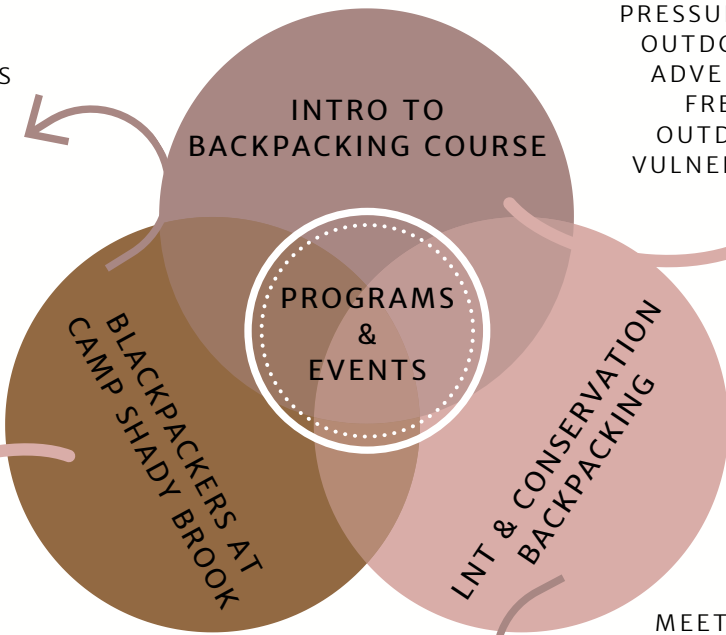 S
INTRO TO
BACKPACKING COURSE
PROGRAMS
&
EVENTS
BLACKPACKERS AT
CAMP SHADY BROOK
LNT & CONSERVATION
BACKPACKING